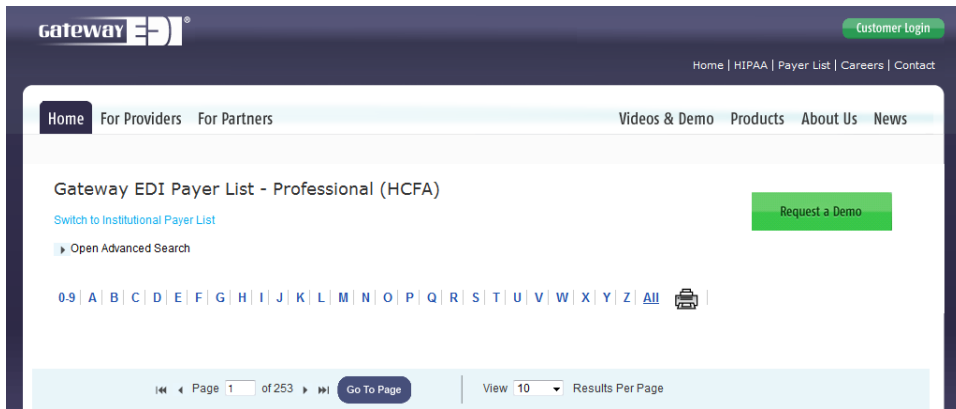 Gateway EDI®
Customer Login
Home | HIPAA | Payer List | Careers | Contact
Home For Providers For Partners Videos & Demo Products About Us News
Gateway EDI Payer List - Professional (HCFA)
Switch to Institutional Payer List
Request a Demo
Open Advanced Search
0-9 | A | B | C | D | E | F | G | H | I | J | K | L | M | N | O | P | Q | R | S | T | U | V | W | X | Y | Z | All
Page 1 of 253 Go To Page View 10 Results Per Page